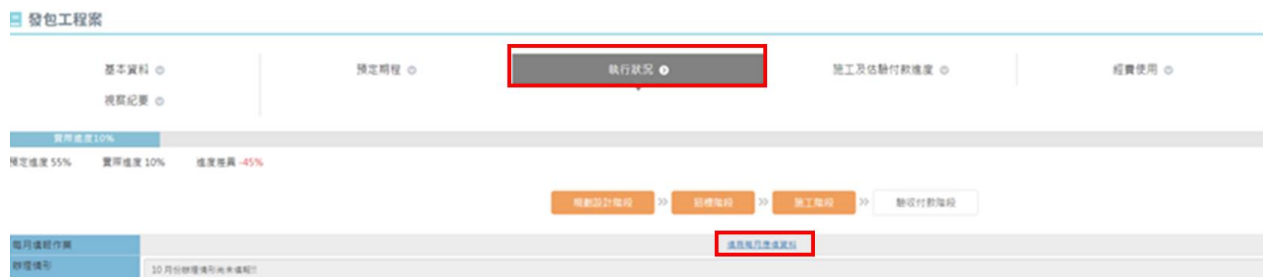 發包工程案
基本資料
預定期程
執行狀況
施工及估驗付款進度
經費使用
視察紀要
實際進度10%
預定進度 55%
實際進度 10%
進度差異 -45%
規劃設計階段 >> 招標階段 >> 施工階段 >> 驗收付款階段
每月填報作業
填寫每月應填資料
辦理情形
10 月份辦理情形尚未填報!!